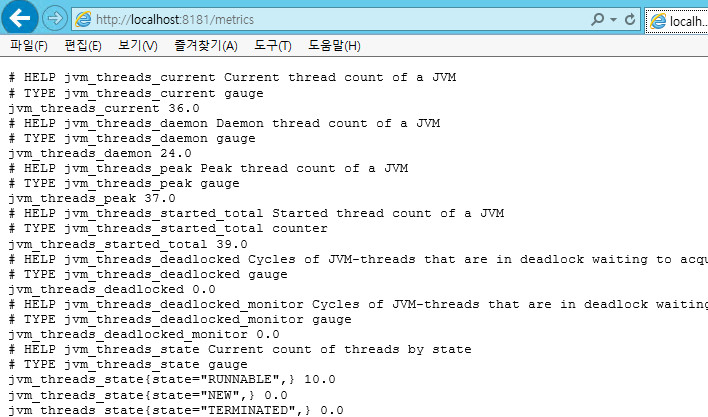 http://localhost:8181/metrics
localh...
파일(F) 편집(E) 보기(V) 즐겨찾기(A) 도구(T) 도움말(H)
# HELP jvm_threads_current Current thread count of a JVM
# TYPE jvm_threads_current gauge
jvm_threads_current 36.0
# HELP jvm_threads_daemon Daemon thread count of a JVM
# TYPE jvm_threads_daemon gauge
jvm_threads_daemon 24.0
# HELP jvm_threads_peak Peak thread count of a JVM
# TYPE jvm_threads_peak gauge
jvm_threads_peak 37.0
# HELP jvm_threads_started_total Started thread count of a JVM
# TYPE jvm_threads_started_total counter
jvm_threads_started_total 39.0
# HELP jvm_threads_deadlocked Cycles of JVM-threads that are in deadlock waiting to acqu
# TYPE jvm_threads_deadlocked gauge
jvm_threads_deadlocked 0.0
# HELP jvm_threads_deadlocked_monitor Cycles of JVM-threads that are in deadlock waiting
# TYPE jvm_threads_deadlocked_monitor gauge
jvm_threads_deadlocked_monitor 0.0
# HELP jvm_threads_state Current count of threads by state
# TYPE jvm_threads_state gauge
jvm_threads_state{state="RUNNABLE",} 10.0
jvm_threads_state{state="NEW",} 0.0
jvm_threads_state{state="TERMINATED",} 0.0